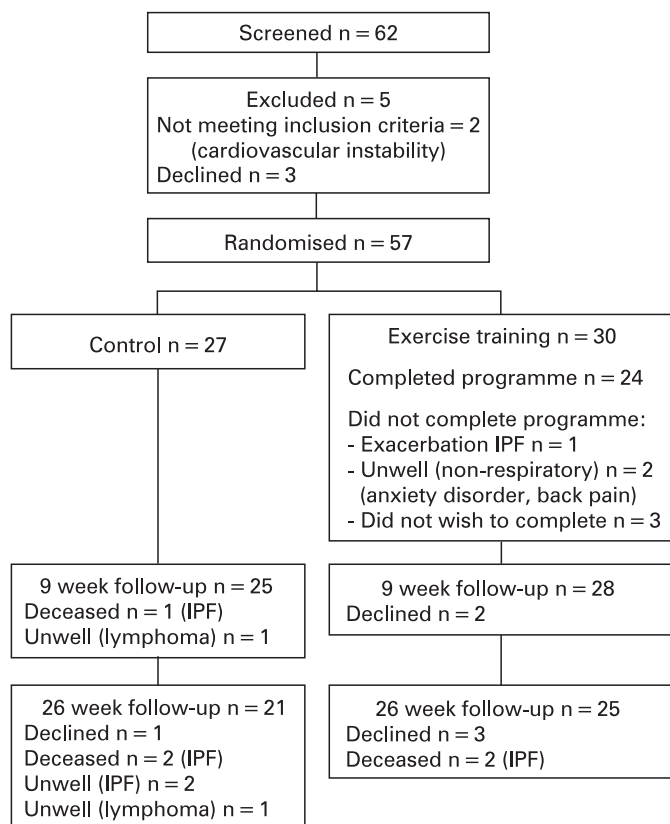 Screened n = 62
Excluded n = 5
Not meeting inclusion criteria = 2
(cardiovascular instability)
Declined n = 3
Randomised n = 57
Control n = 27
Exercise training n = 30
Completed programme n = 24
Did not complete programme:
- Exacerbation IPF n = 1
- Unwell (non-respiratory) n = 2
(anxiety disorder, back pain)
- Did not wish to complete n = 3
9 week follow-up n = 25
Deceased n = 1 (IPF)
Unwell (lymphoma) n = 1
9 week follow-up n = 28
Declined n = 2
26 week follow-up n = 21
Declined n = 1
Deceased n = 2 (IPF)
Unwell (IPF) n = 2
Unwell (lymphoma) n = 1
26 week follow-up n = 25
Declined n = 3
Deceased n = 2 (IPF)